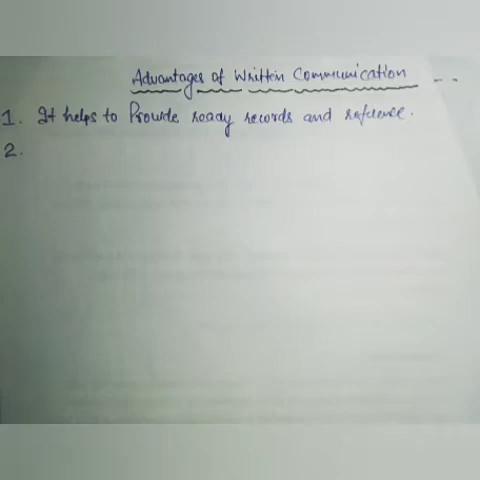 Advantages of Written Communication --
1. It helps to Provide ready records and reference.
2.